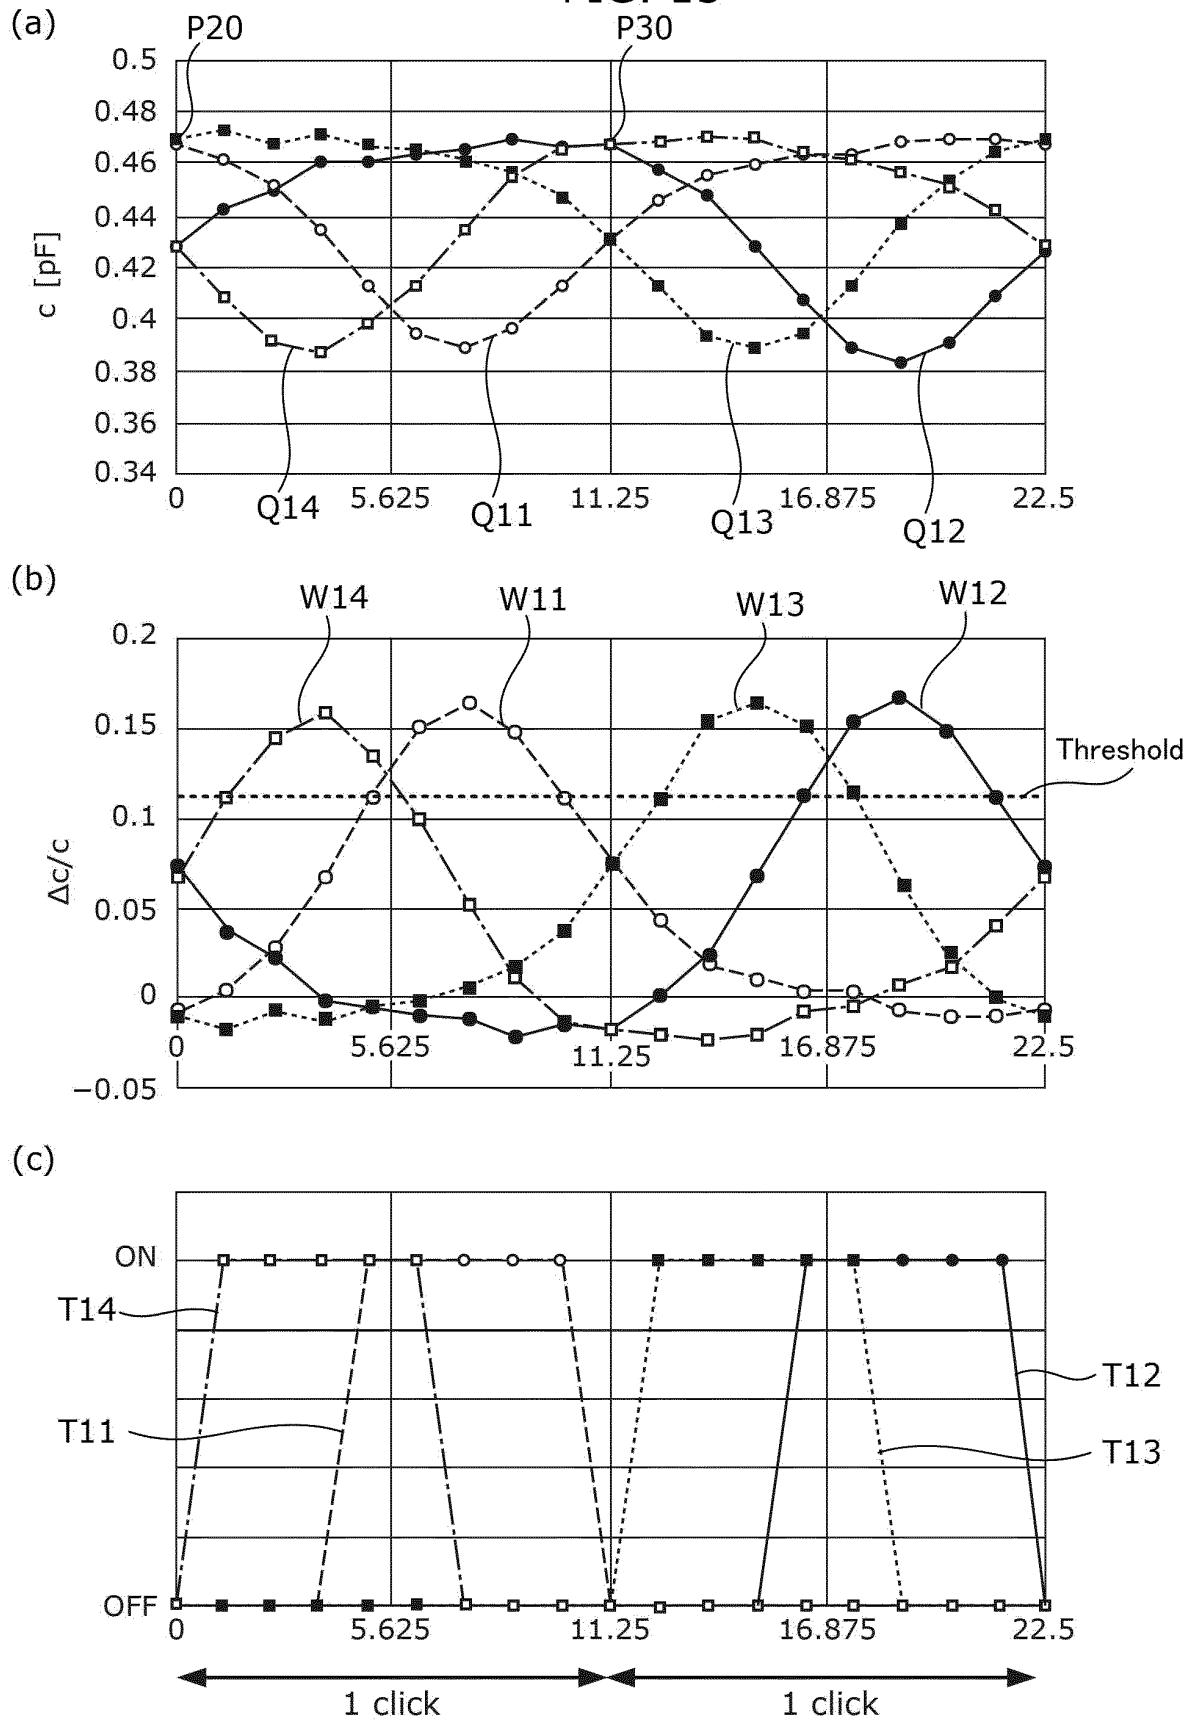 (a)
P20
P30
0.5
0.48
0.46
0.44
0.42
0.4
0.38
0.36
0.34
c [pF]
0
5.625
11.25
16.875
22.5
Q14
Q11
Q13
Q12
(b)
W14
W11
W13
W12
0.2
0.15
0.1
0.05
0
−0.05
Δc/c
Threshold
0
5.625
11.25
16.875
22.5
(c)
ON
T14
T11
OFF
T12
T13
0
5.625
11.25
16.875
22.5
1 click
1 click